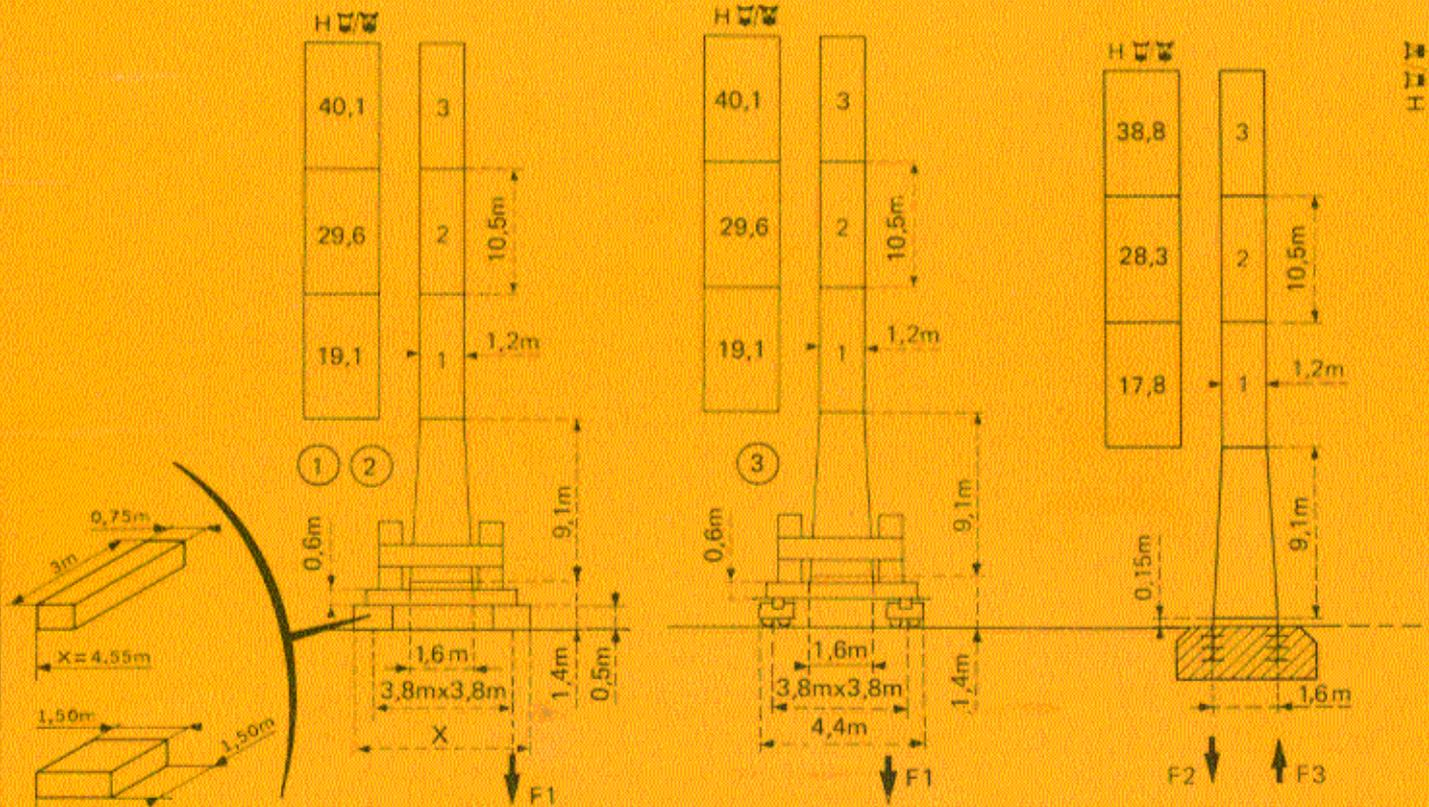 H
40,1
3
29,6
2
10,5m
19,1
1
1,2m
1 2
9,1m
0,6m
1,6m
3,8mx3,8m
X
1,4m
0,5m
F1
0,75m
3m
X=4,55m
1,50m
1,50m
H
40,1
3
29,6
2
10,5m
19,1
1
1,2m
3
9,1m
0,6m
1,6m
3,8mx3,8m
4,4m
1,4m
F1
H
38,8
3
28,3
2
10,5m
17,8
1
1,2m
9,1m
0,15m
1,6m
F2
F3
H